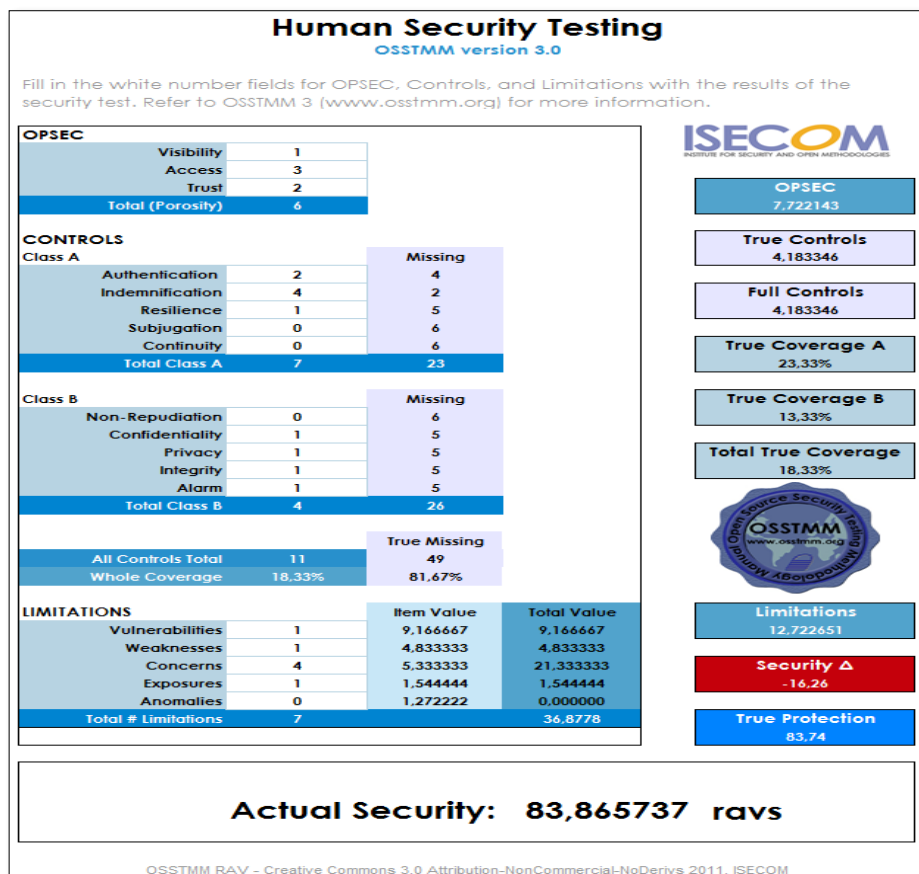 Human Security Testing
OSSTMM version 3.0
Fill in the white number fields for OPSEC, Controls, and Limitations with the results of the
security test. Refer to OSSTMM 3 (www.osstmm.org) for more information.
OPSEC
Visibility 1
Access 3
Trust 2
Total (Porosity) 6
CONTROLS
Class A Missing
Authentication 2 4
Indemnification 4 2
Resilience 1 5
Subjugation 0 6
Continuity 0 6
Total Class A 7 23
Class B Missing
Non-Repudiation 0 6
Confidentiality 1 5
Privacy 1 5
Integrity 1 5
Alarm 1 5
Total Class B 4 26
True Missing
All Controls Total 11 49
Whole Coverage 18,33% 81,67%
LIMITATIONS Item Value Total Value
Vulnerabilities 1 9,166667 9,166667
Weaknesses 1 4,833333 4,833333
Concerns 4 5,333333 21,333333
Exposures 1 1,544444 1,544444
Anomalies 0 1,272222 0,000000
Total # Limitations 7 36,8778
ISECOM
INSTITUTE FOR SECURITY AND OPEN METHODOLOGIES
OPSEC
7,722143
True Controls
4,183346
Full Controls
4,183346
True Coverage A
23,33%
True Coverage B
13,33%
Total True Coverage
18,33%
Open Source Security Testing Methodology Manual
OSSTMM
www.osstmm.org
Limitations
12,722651
Security Δ
-16,26
True Protection
83,74
Actual Security: 83,865737 ravs
OSSTMM RAV - Creative Commons 3.0 Attribution-NonCommercial-NoDerivs 2011, ISECOM